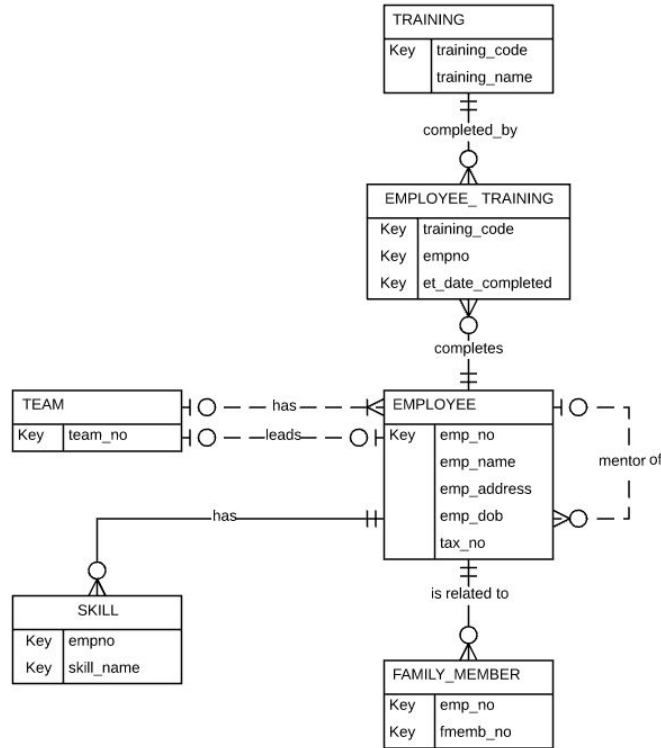 TRAINING
Key training_code
training_name
completed_by
EMPLOYEE_ TRAINING
Key training_code
Key empno
Key et_date_completed
completes
TEAM
Key team_no
has
leads
EMPLOYEE
Key emp_no
emp_name
emp_address
emp_dob
tax_no
mentor of
has
SKILL
Key empno
Key skill_name
is related to
FAMILY_MEMBER
Key emp_no
Key fmemb_no